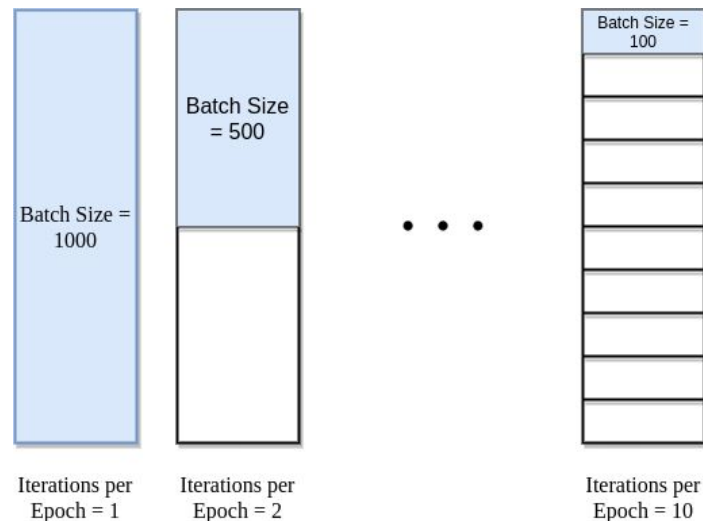 Batch Size =
1000
Batch Size
= 500
Batch Size =
100
Iterations per
Epoch = 1
Iterations per
Epoch = 2
Iterations per
Epoch = 10